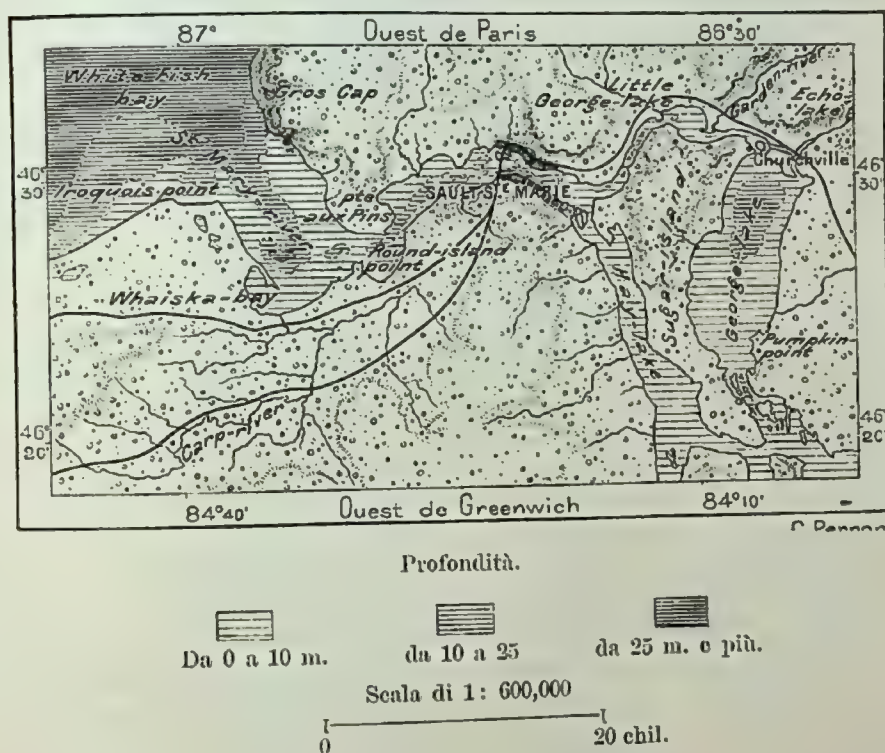 87° Ouest de Paris 86°30'
White Fish bay
Gros Cap
Little George-lake
Garden-river
Echo lake
46° 30'
Iroquois point
pte aux Pins
SAULT STE MARIE
Churchville
46° 30'
Round-island point
Sugar island
George
Whaiska-bay
Pumpkin point
46° 20'
Carp-river
46° 20'
84°40' Ouest de Greenwich 84°10'
Profondità.
Da 0 a 10 m. da 10 a 25 da 25 m. e più.
Scala di 1: 600,000
0 20 chil.